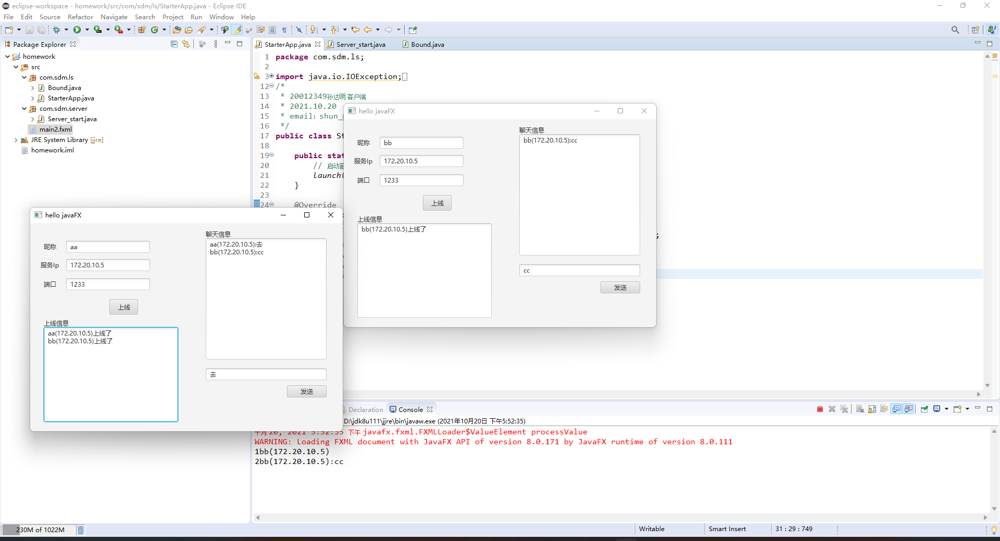 eclipse-workspace - homework/src/com/sdm/ls/StarterApp.java - Eclipse IDE
File Edit Source Refactor Navigate Search Project Run Window Help
Package Explorer
homework
src
com.sdm.ls
Bound.java
StarterApp.java
com.sdm.server
Server_start.java
main2.fxml
JRE System Library [jjre]
homework.iml
StarterApp.java Server_start.java Bound.java
1 package com.sdm.ls;
2
3 import java.io.IOException;
12 /*
13 * 20012349孙达明 客户端
14 * 2021.10.20
15 * email: shun_
16 */
17 public class St
18
19 public stat
20 // 启动窗
21 launch(
22 }
23
24 @Override
;
hello javaFX
昵称 bb
服务Ip 172.20.10.5
端口 1233
上线
上线信息
bb(172.20.10.5)上线了
聊天信息
bb(172.20.10.5):cc
cc
发送
hello javaFX
昵称 aa
服务Ip 172.20.10.5
端口 1233
上线
上线信息
aa(172.20.10.5)上线了
bb(172.20.10.5)上线了
聊天信息
aa(172.20.10.5):去
bb(172.20.10.5):cc
去
发送
Declaration Console
D:\jdk8u111\jjre\bin\javaw.exe (2021年10月20日 下午5:52:35)
十月 20, 2021 5:52:35 下午 javafx.fxml.FXMLLoader$ValueElement processValue
WARNING: Loading FXML document with JavaFX API of version 8.0.171 by JavaFX runtime of version 8.0.111
1bb(172.20.10.5)
2bb(172.20.10.5):cc
230M of 1022M
Writable Smart Insert 31 : 29 : 749